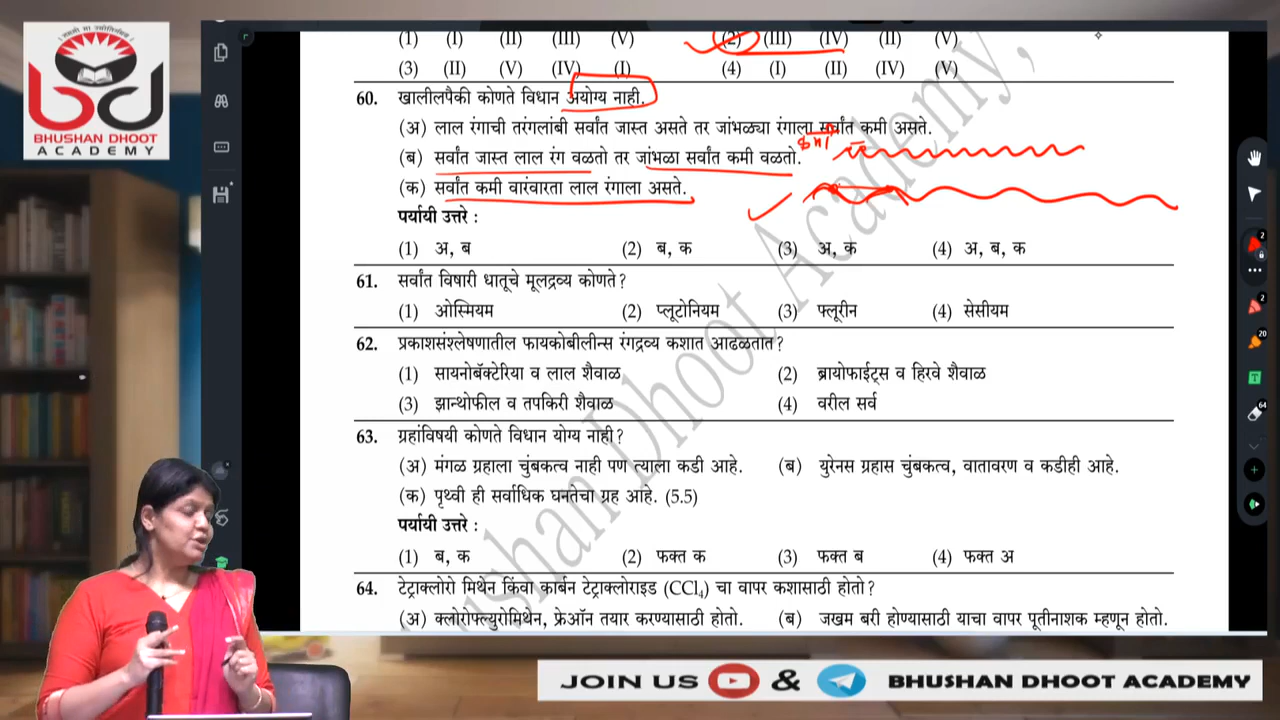 BHUSHAN DHOOT
ACADEMY
(1) (I) (II) (III) (V) (2) (III) (IV) (II) (V)
(3) (II) (V) (IV) (I) (4) (I) (II) (IV) (V)
60. खालीलपैकी कोणते विधान अयोग्य नाही.
(अ) लाल रंगाची तरंगलांबी सर्वांत जास्त असते तर जांभळ्या रंगाला सर्वांत कमी असते.
(ब) सर्वांत जास्त लाल रंग वळतो तर जांभळा सर्वांत कमी वळतो.
(क) सर्वांत कमी वारंवारता लाल रंगाला असते.
पर्यायी उत्तरे :
(1) अ, ब (2) ब, क (3) अ, क (4) अ, ब, क
61. सर्वांत विषारी धातूचे मूलद्रव्य कोणते?
(1) ओस्मियम (2) प्लूटोनियम (3) फ्लूरीन (4) सेसीयम
62. प्रकाशसंश्लेषणातील फायकोबीलीन्स रंगद्रव्य कशात आढळतात?
(1) सायनोबॅक्टेरिया व लाल शैवाळ (2) ब्रायोफाईट्स व हिरवे शैवाळ
(3) झान्थोफील व तपकिरी शैवाळ (4) वरील सर्व
63. ग्रहांविषयी कोणते विधान योग्य नाही?
(अ) मंगळ ग्रहाला चुंबकत्व नाही पण त्याला कडी आहे. (ब) युरेनस ग्रहास चुंबकत्व, वातावरण व कडीही आहे.
(क) पृथ्वी ही सर्वाधिक घनतेचा ग्रह आहे. (5.5)
पर्यायी उत्तरे :
(1) ब, क (2) फक्त क (3) फक्त ब (4) फक्त अ
64. टेट्राक्लोरो मिथेन किंवा कार्बन टेट्राक्लोराइड (CCl₄) चा वापर कशासाठी होतो?
(अ) क्लोरोफ्ल्युरोमिथेन, फ्रेऑन तयार करण्यासाठी होतो. (ब) जखम बरी होण्यासाठी याचा वापर पूतीनाशक म्हणून होतो.
Bhushan Dhoot Academy,
JOIN US & BHUSHAN DHOOT ACADEMY